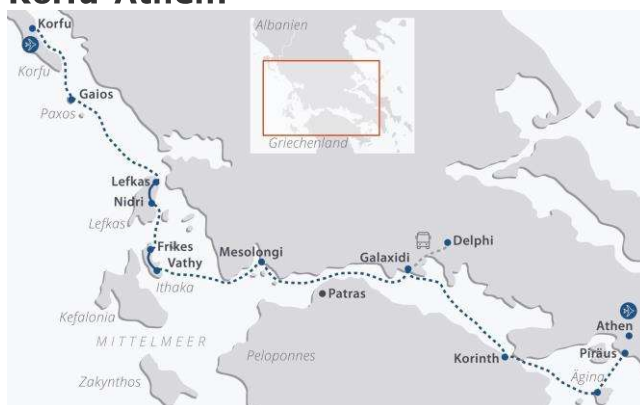 Korfu-Athen
Korfu
Albanien
Korfu
Gaios
Paxos
Griechenland
Lefkas
Nidri
Lefkas
Mesolongi
Galaxidi
Delphi
Frikes
Vathy
Ithaka
Patras
Kefalonia
Athen
MITTELMEER
Peloponnes
Korinth
Piräus
Zakynthos
Ägina